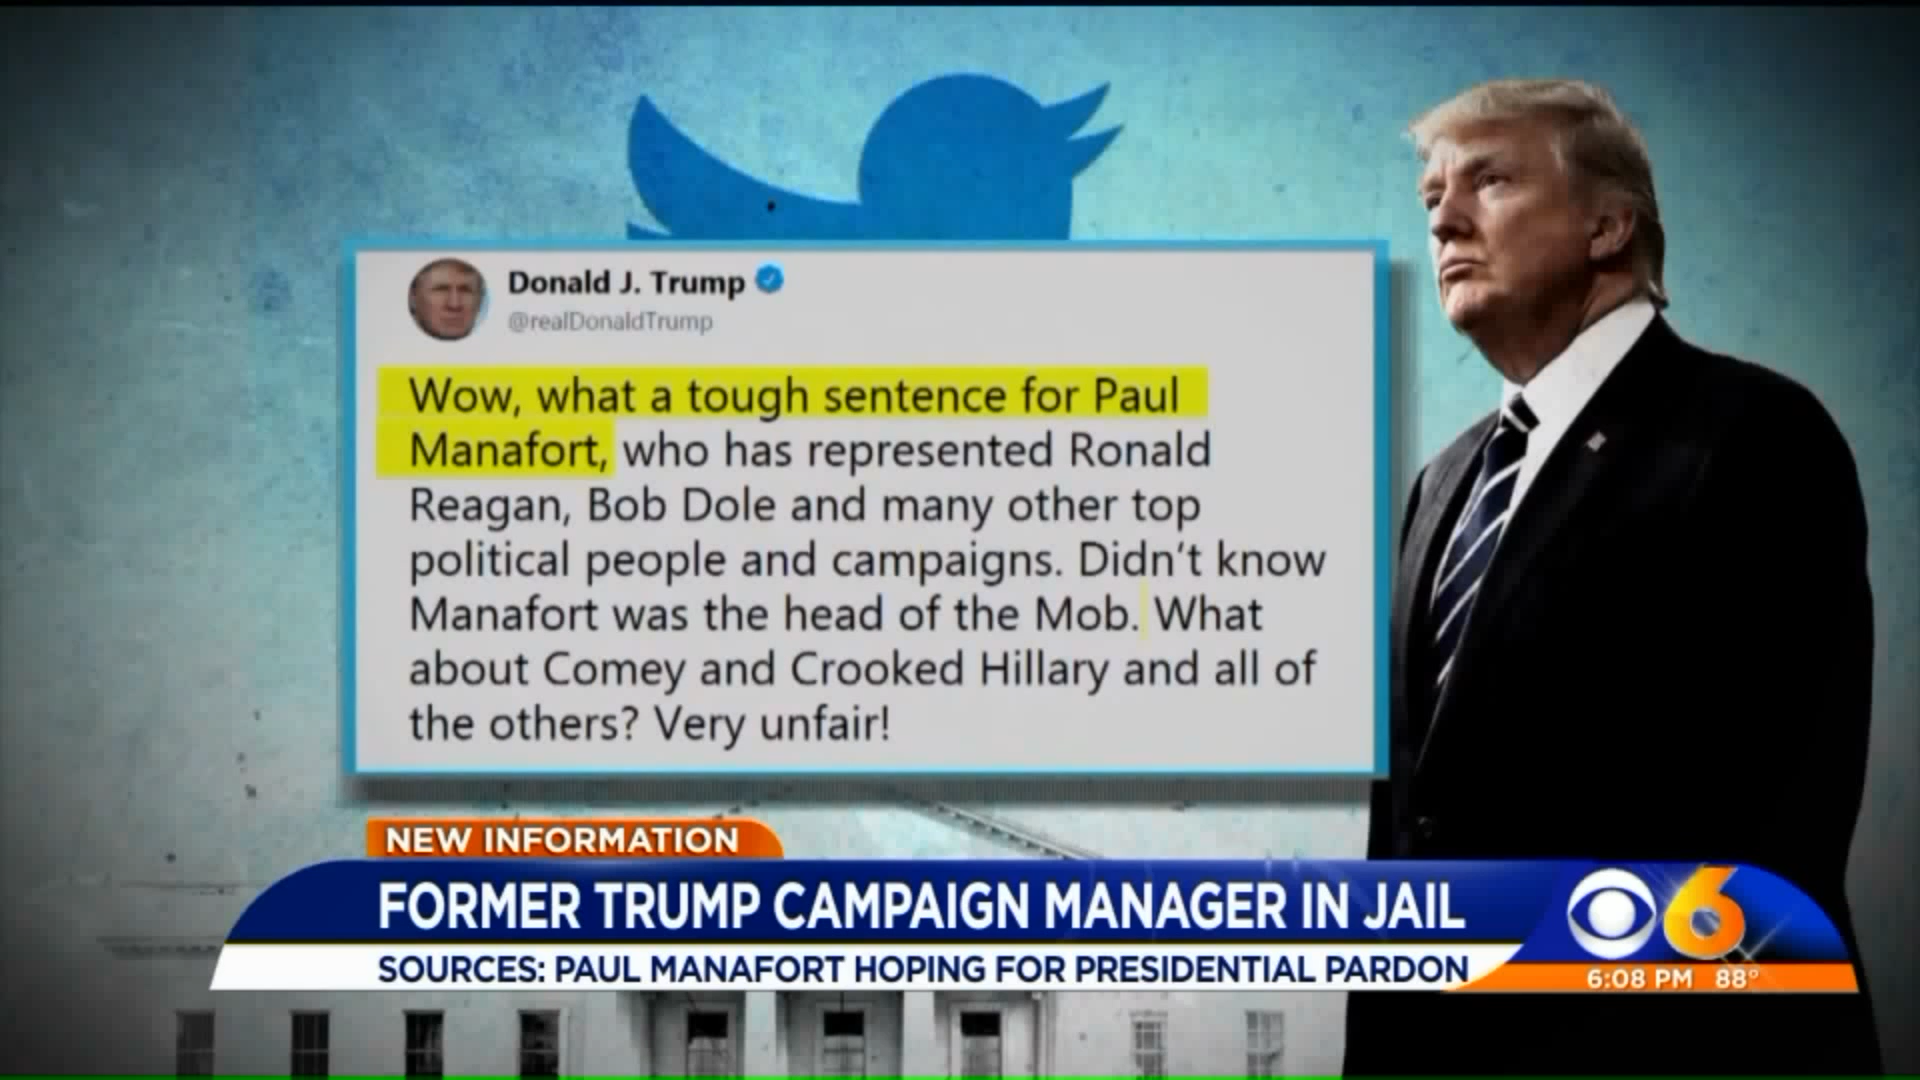 Donald J. Trump
@realDonaldTrump
Wow, what a tough sentence for Paul
Manafort, who has represented Ronald
Reagan, Bob Dole and many other top
political people and campaigns. Didn't know
Manafort was the head of the Mob. What
about Comey and Crooked Hillary and all of
the others? Very unfair!
NEW INFORMATION
FORMER TRUMP CAMPAIGN MANAGER IN JAIL
SOURCES: PAUL MANAFORT HOPING FOR PRESIDENTIAL PARDON
6
6:08 PM 88°